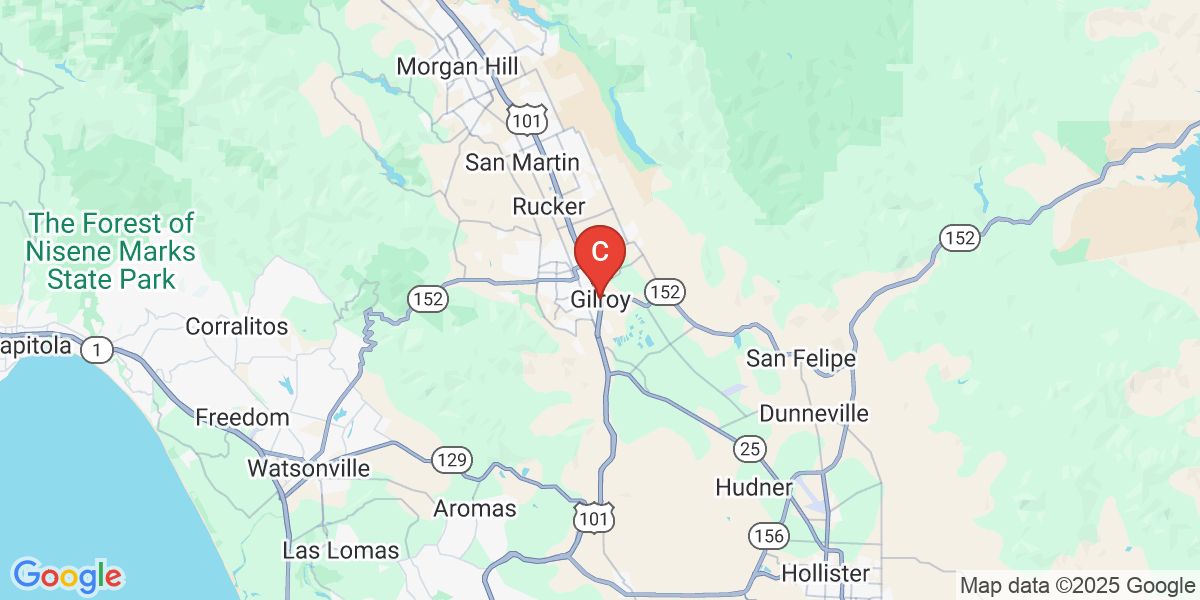 Morgan Hill
101
San Martin
Rucker
The Forest of
Nisene Marks
State Park
152
C
152
152
Gilroy
Corralitos
apitola
1
San Felipe
Freedom
Dunneville
25
Watsonville
129
Hudner
Aromas
101
156
Las Lomas
Hollister
Google
Map data ©2025 Google